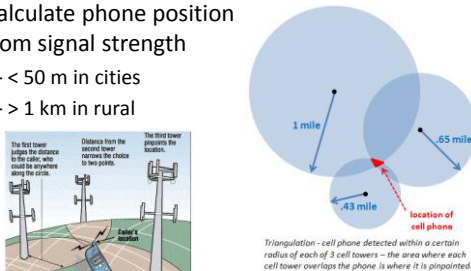 alculate phone position
om signal strength
- < 50 m in cities
- > 1 km in rural
The first tower
judges the distance
to the caller, who
could be anywhere
along the circle.
Distance from the
second tower
narrows the choice
to two points.
The third tower
pinpoints the
location.
Caller's
location
1 mile
.65 mile
.43 mile
location of
cell phone
Triangulation - cell phone detected within a certain
radius of each of 3 cell towers – the area where each
cell tower overlaps the phone is where it is pinpointed.